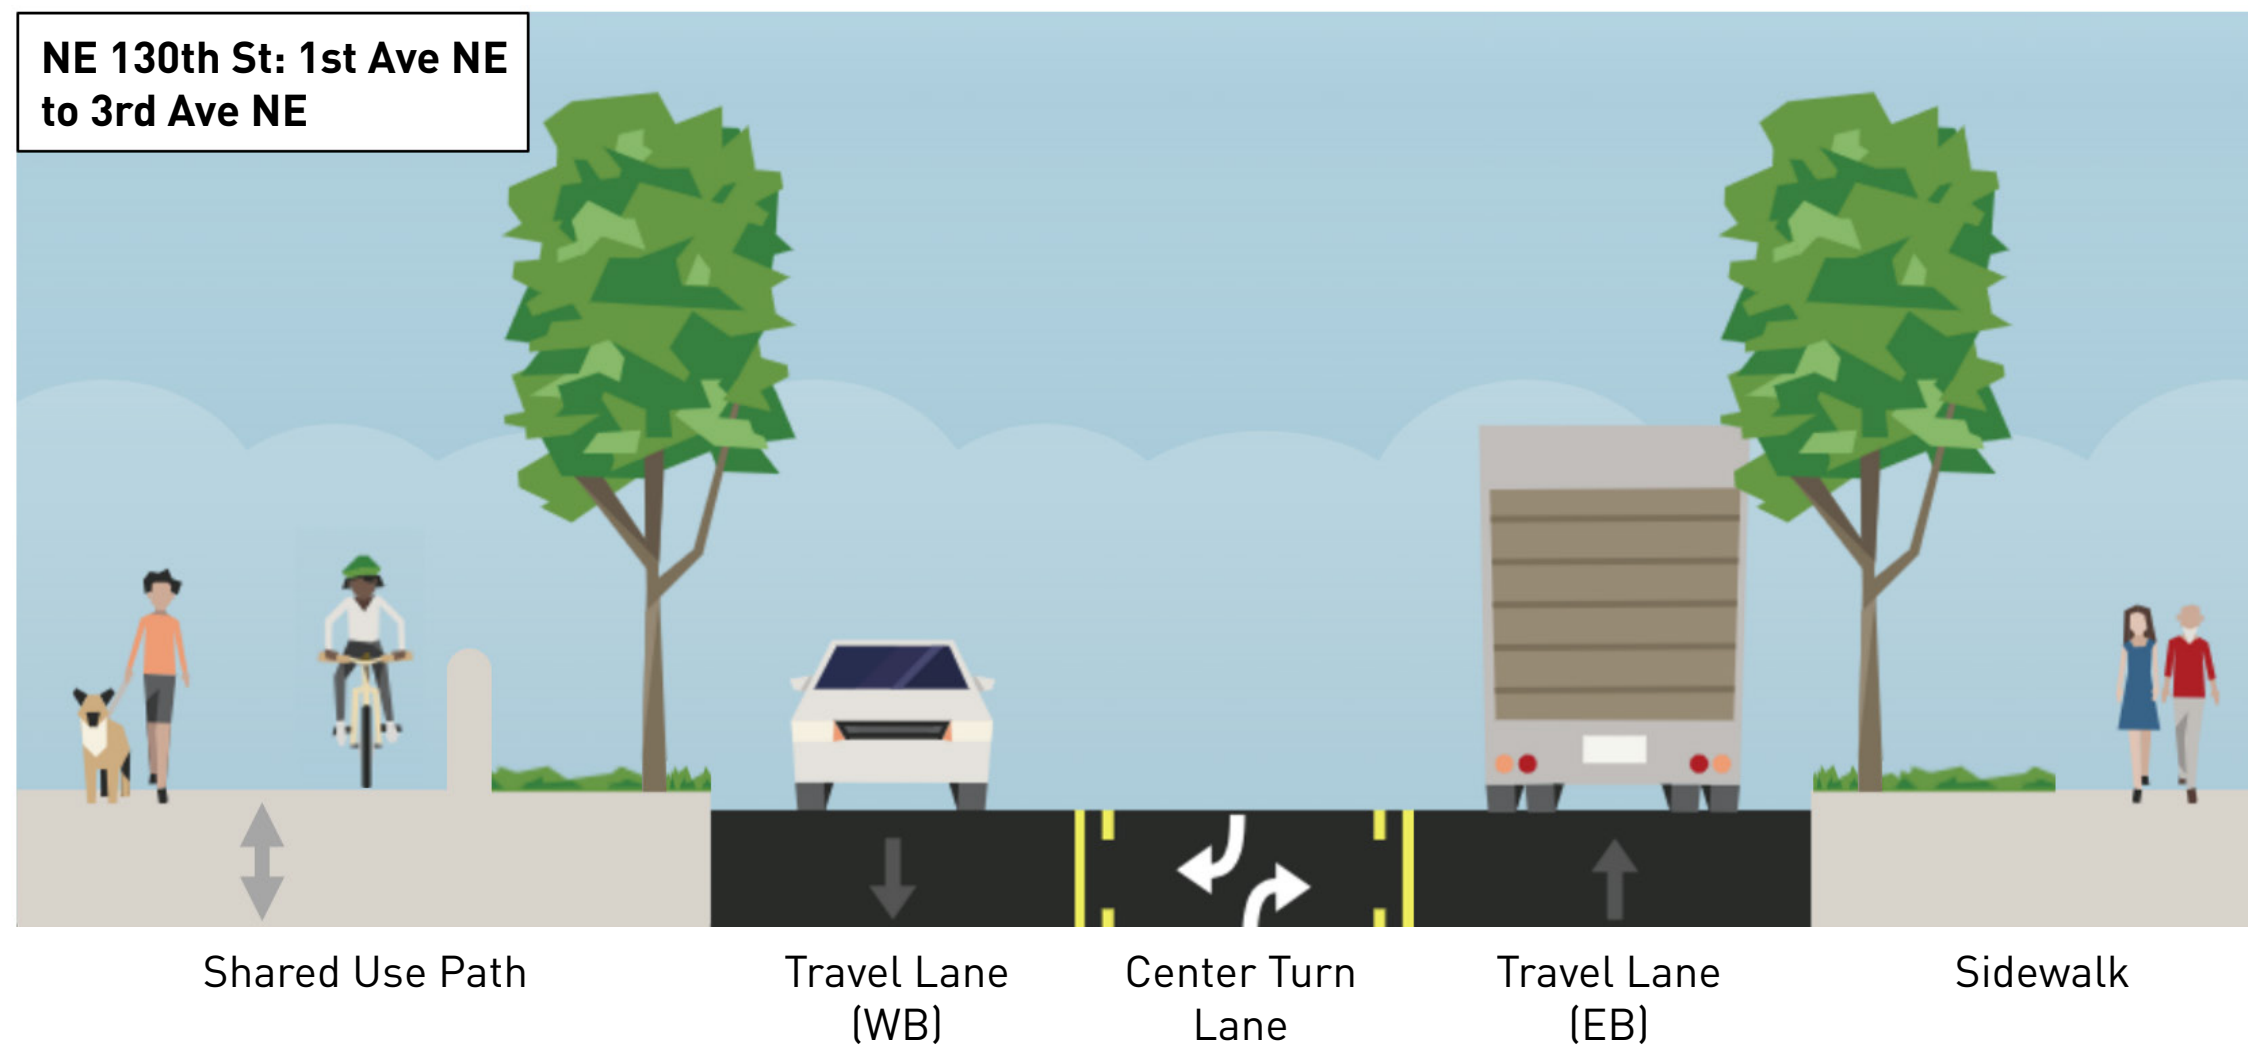 NE 130th St: 1st Ave NE
to 3rd Ave NE
Shared Use Path
Travel Lane
(WB)
Center Turn
Lane
Travel Lane
(EB)
Sidewalk